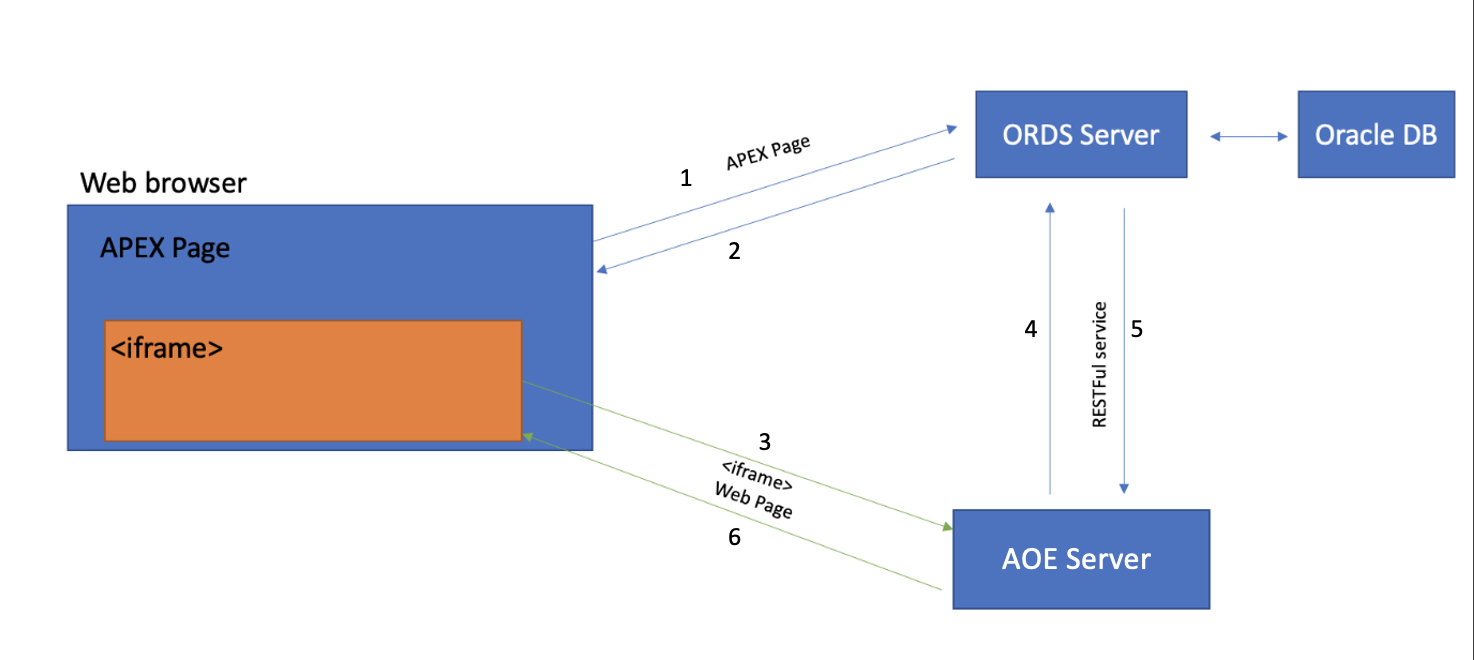 ORDS Server
Oracle DB
APEX Page
1
Web browser
2
APEX Page
<iframe>
4
RESTFul service
5
3
<iframe>
Web Page
6
AOE Server